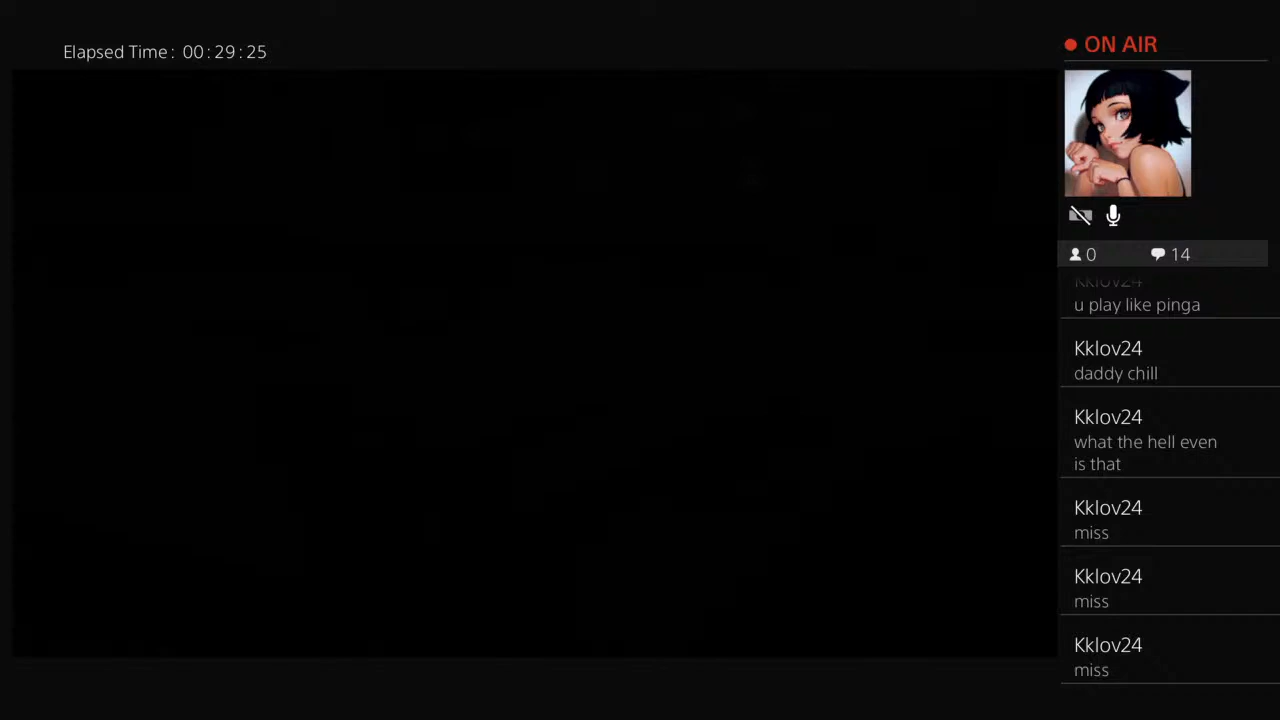 Elapsed Time: 00:29:25
ON AIR
0 14
Kklov24
u play like pinga
Kklov24
daddy chill
Kklov24
what the hell even
is that
Kklov24
miss
Kklov24
miss
Kklov24
miss